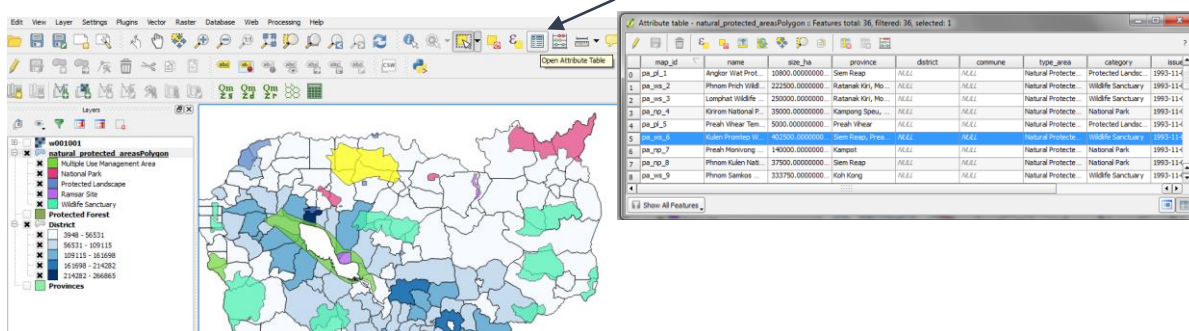 Edit View Layer Settings Plugins Vector Raster Database Web Processing Help
Open Attribute Table
CSW
Layers
w001001
natural_protected_areasPolygon
Multiple Use Management Area
National Park
Protected Landscape
Ramsar Site
Wildlife Sanctuary
Protected Forest
District
3948 - 56531
56531 - 109115
109115 - 161698
161698 - 214282
214282 - 266865
Provinces
Attribute table - natural_protected_areasPolygon :: Features total: 36, filtered: 36, selected: 1
map_id name size_ha province district commune type_area category issue
0 pa_pl_1 Angkor Wat Prot... 10800.00000000... Siem Reap NULL NULL Natural Protecte... Protected Landsc... 1993-11-0
1 pa_ws_2 Phnom Prich Wildl... 222500.0000000... Ratanak Kiri, Mo... NULL NULL Natural Protecte... Wildlife Sanctuary 1993-11-0
2 pa_ws_3 Lomphat Wildlife ... 250000.0000000... Ratanak Kiri, Mo... NULL NULL Natural Protecte... Wildlife Sanctuary 1993-11-0
3 pa_np_4 Kirirom National P... 35000.00000000... Kampong Speu, ... NULL NULL Natural Protecte... National Park 1993-11-0
4 pa_pl_5 Preah Vihear Tem... 5000.000000000... Preah Vihear NULL NULL Natural Protecte... Protected Landsc... 1993-11-0
5 pa_ws_6 Kulen Promtep W... 402500.0000000... Siem Reap, Prea... NULL NULL Natural Protecte... Wildlife Sanctuary 1993-11-0
6 pa_np_7 Preah Monivong ... 140000.0000000... Kampot NULL NULL Natural Protecte... National Park 1993-11-0
7 pa_np_8 Phnom Kulen Nati... 37500.00000000... Siem Reap NULL NULL Natural Protecte... National Park 1993-11-0
8 pa_ws_9 Phnom Samkos ... 333750.0000000... Koh Kong NULL NULL Natural Protecte... Wildlife Sanctuary 1993-11-0
Show All Features